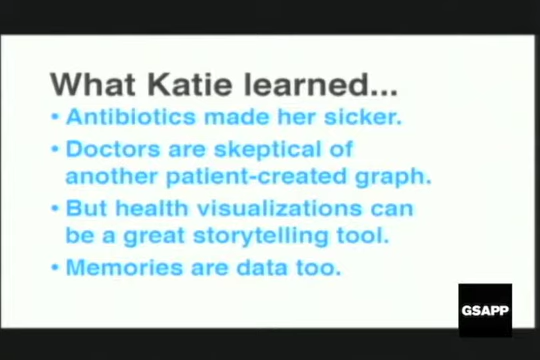 What Katie learned...
• Antibiotics made her sicker.
• Doctors are skeptical of
another patient-created graph.
• But health visualizations can
be a great storytelling tool.
• Memories are data too.
GSAPP